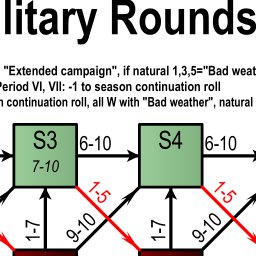 litary Rounds
"Extended campaign", if natural 1,3,5="Bad weat
Period VI, VII: -1 to season continuation roll
n continuation roll, all W with "Bad weather", natural
S3 6-10 S4 6-10
7-10
1-5 1-5
1-7 9-10 1-7 9-10